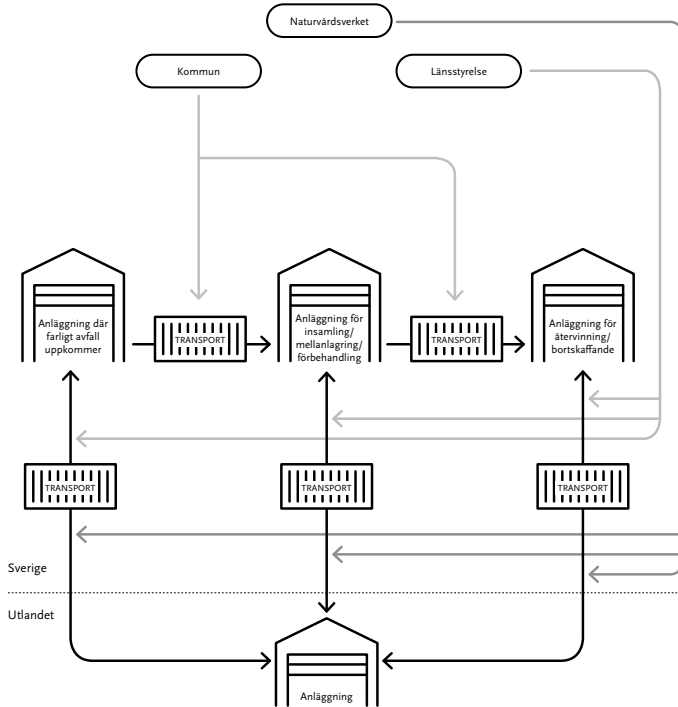 Naturvårdsverket
Kommun
Länsstyrelse
Anläggning där
farligt avfall
uppkommer
TRANSPORT
Anläggning för
insamling/
mellanlagring/
förbehandling
TRANSPORT
Anläggning för
återvinning/
bortskaffande
TRANSPORT
TRANSPORT
TRANSPORT
Sverige
Utlandet
Anläggning